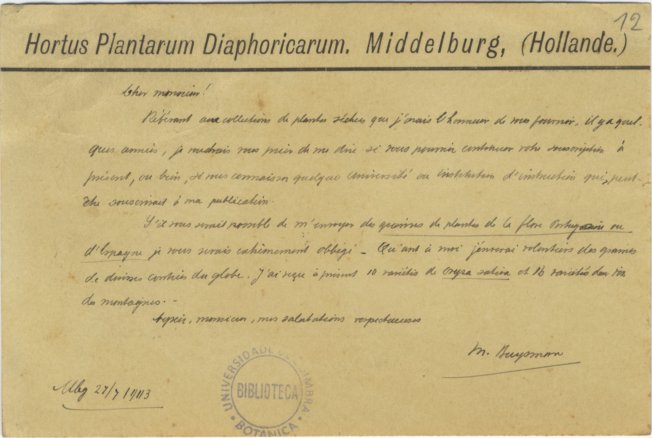 12
Hortus Plantarum Diaphoricarum. Middelburg, (Hollande.)
Cher monsieur!
Référant aux collections de plantes sèches que j'avais l'honneur de vous fournir, il y a quel-
ques années, je voudrais vous prier de me dire si vous pourriez continuer votre souscription à
présent, ou bien, si vous connaissez quelque Université ou institution d'instruction qui, peut-
être souscrirait à ma publication.
S'il vous serait possible de m'envoyer des graines de plantes de la flore Portugaise ou
d'Espagne je vous serais extrèmement obligé - Quant à moi j'enverai volontiers des graines
de diverses contrées du globe. J'ai reçu à présent 10 variétés de Oryza sativa et 16 variétés du riz
des montagnes. -
Agréez, monsieur, mes salutations respectueuses
M. Buysman
Mbg 27/7 1903
UNIVERSIDADE DE COIMBRA
BIBLIOTECA
BOTANICA